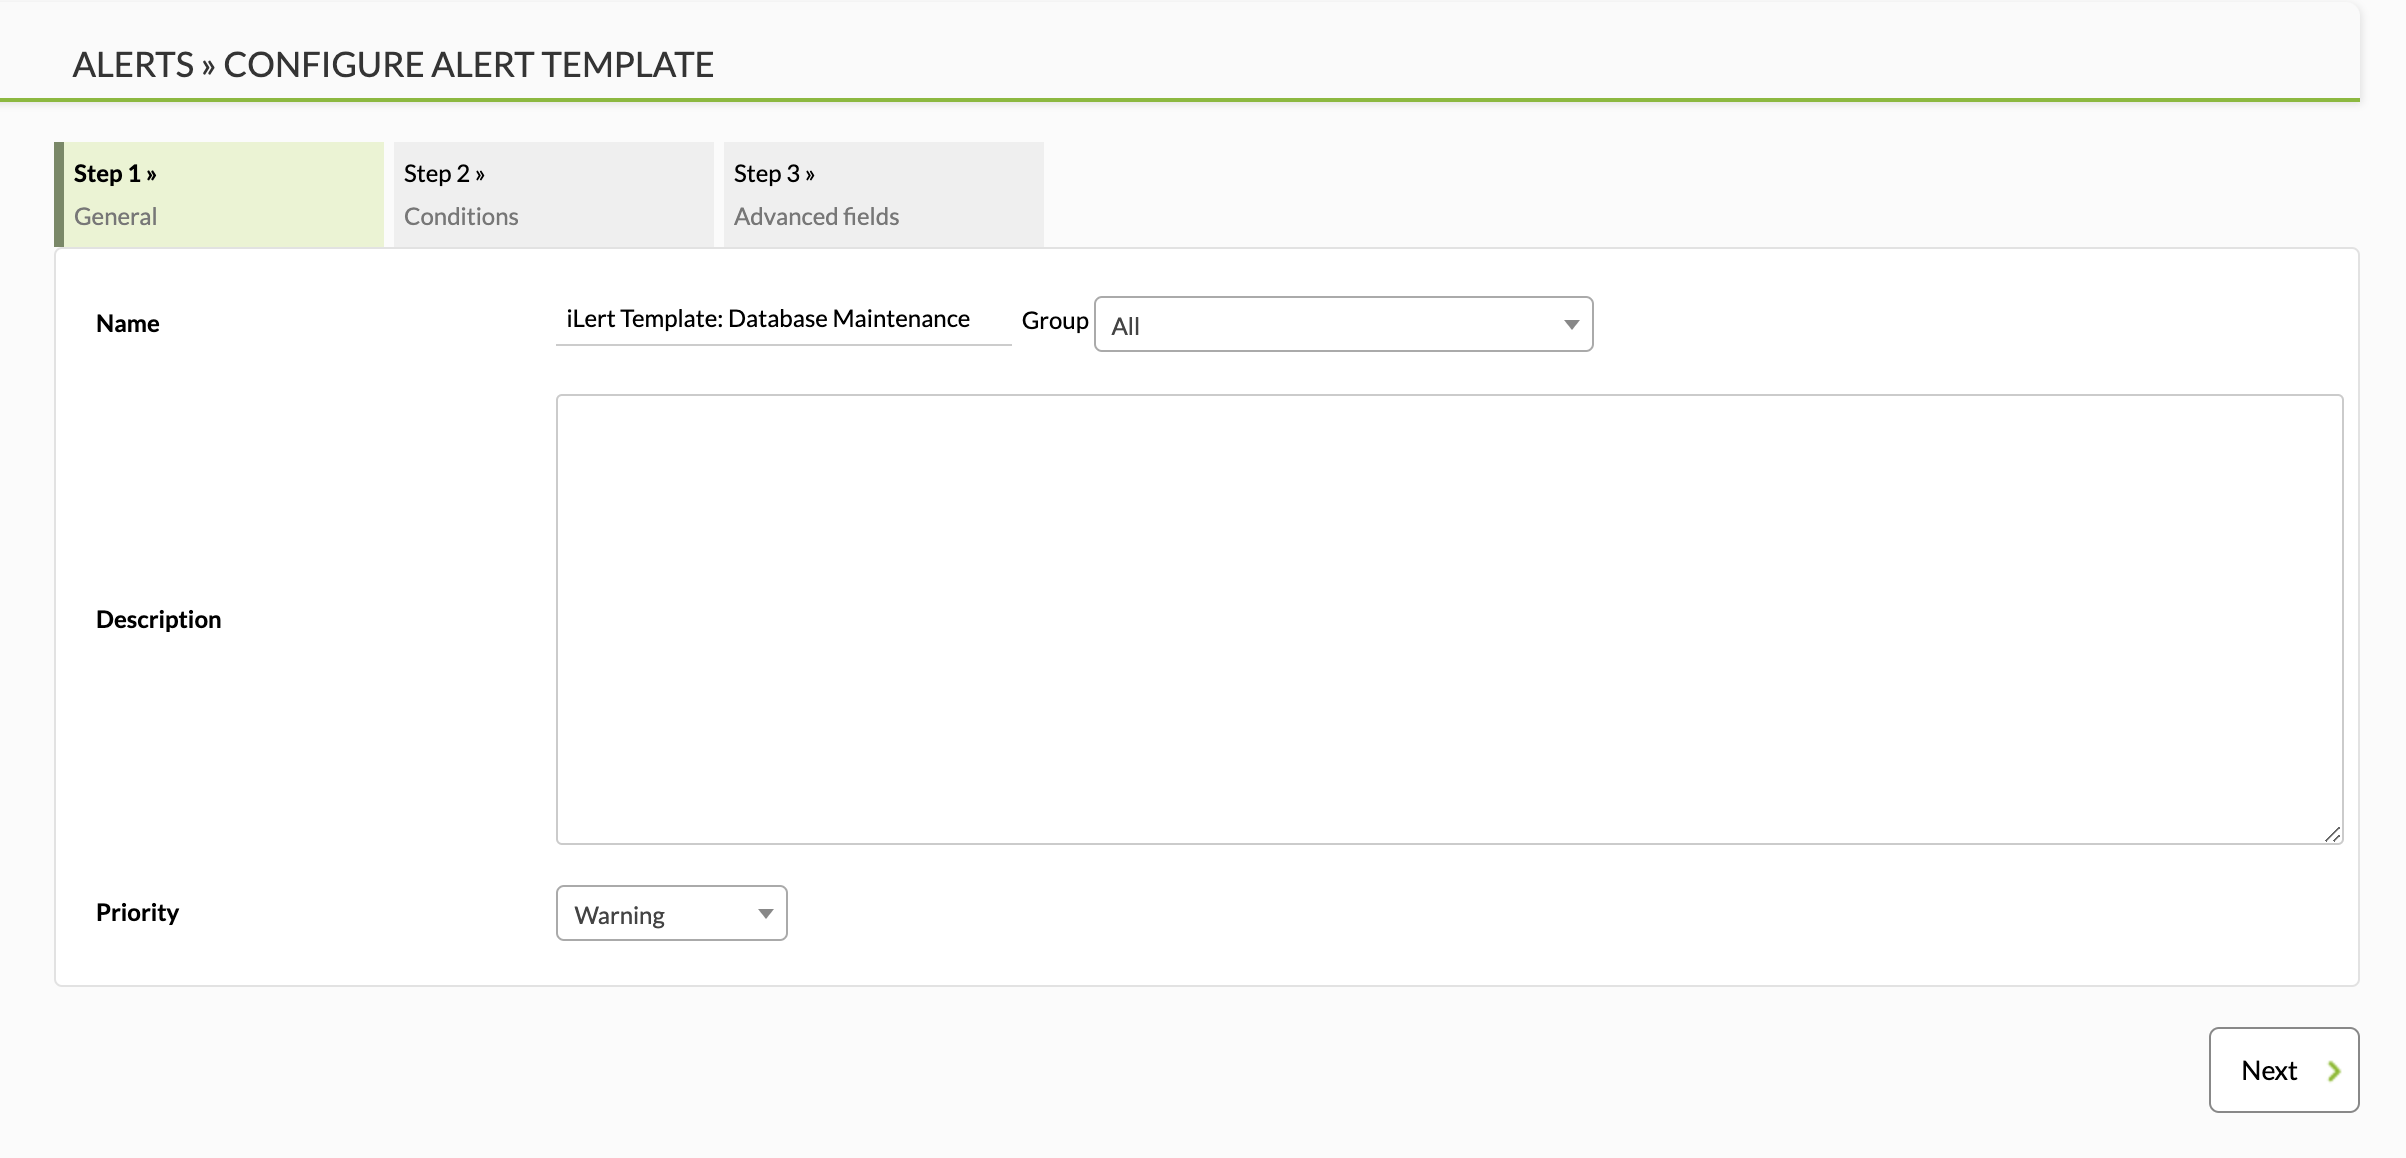 ALERTS » CONFIGURE ALERT TEMPLATE
Step 1 »
General
Step 2 »
Conditions
Step 3 »
Advanced fields
Name
iLert Template: Database Maintenance
Group
All
Description
Priority
Warning
Next